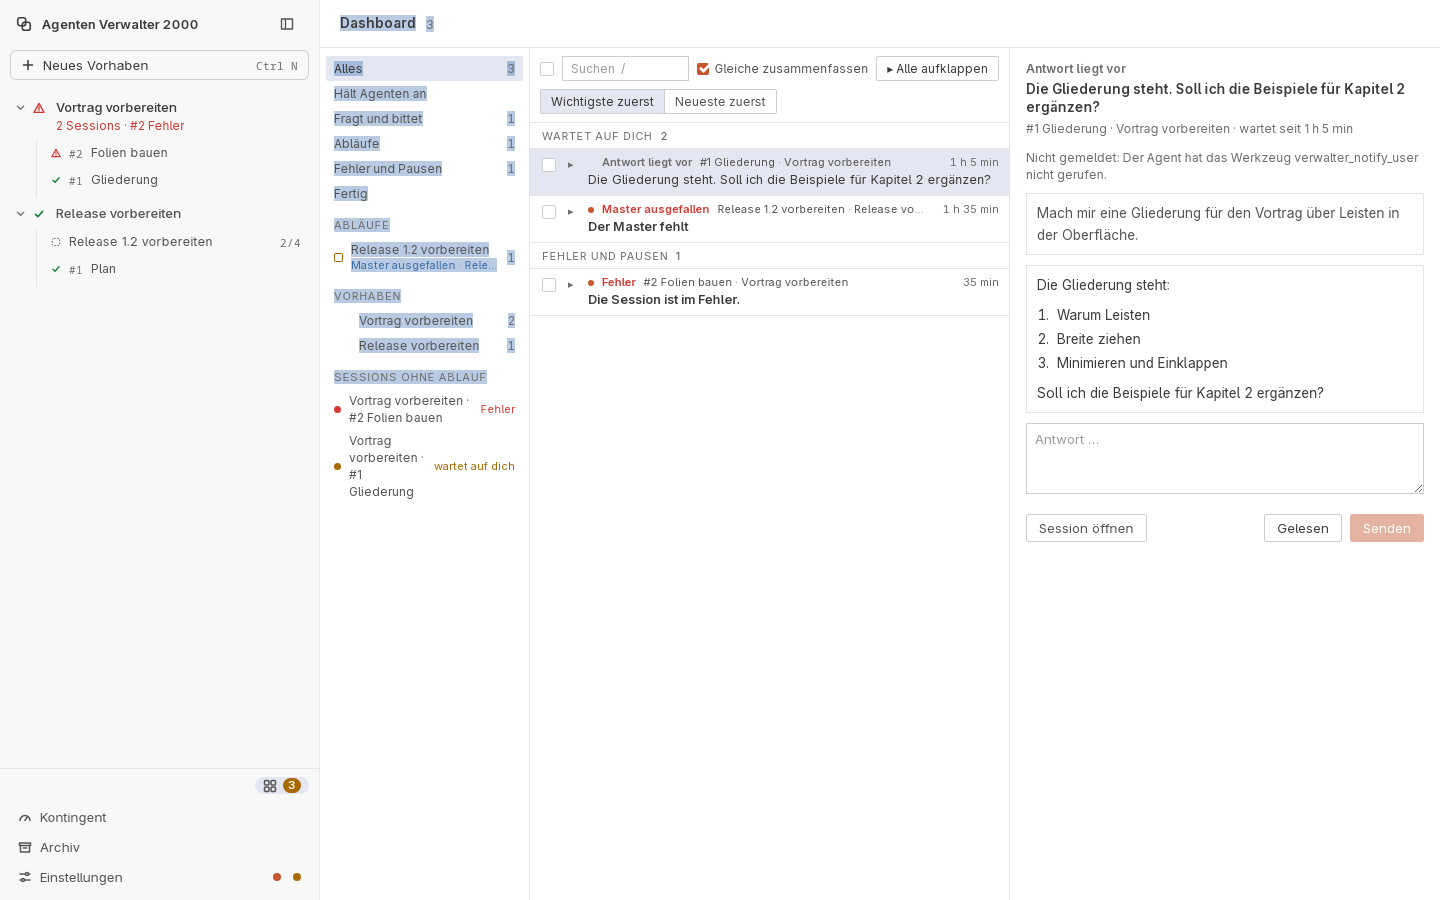 Agenten Verwalter 2000
Neues Vorhaben Ctrl N
Vortrag vorbereiten
2 Sessions · #2 Fehler
#2 Folien bauen
#1 Gliederung
Release vorbereiten
Release 1.2 vorbereiten 2/4
#1 Plan
3
Kontingent
Archiv
Einstellungen
Dashboard 3
Alles 3
Hält Agenten an
Fragt und bittet 1
Abläufe 1
Fehler und Pausen 1
Fertig
ABLÄUFE
Release 1.2 vorbereiten 1
Master ausgefallen · Rele…
VORHABEN
Vortrag vorbereiten 2
Release vorbereiten 1
SESSIONS OHNE ABLAUF
Vortrag vorbereiten ·
#2 Folien bauen Fehler
Vortrag
vorbereiten ·
#1
Gliederung
wartet auf dich
Suchen / Gleiche zusammenfassen ▸ Alle aufklappen
Wichtigste zuerst Neueste zuerst
WARTET AUF DICH 2
Antwort liegt vor #1 Gliederung · Vortrag vorbereiten 1 h 5 min
Die Gliederung steht. Soll ich die Beispiele für Kapitel 2 ergänzen?
Master ausgefallen Release 1.2 vorbereiten · Release vo… 1 h 35 min
Der Master fehlt
FEHLER UND PAUSEN 1
Fehler #2 Folien bauen · Vortrag vorbereiten 35 min
Die Session ist im Fehler.
Antwort liegt vor
Die Gliederung steht. Soll ich die Beispiele für Kapitel 2
ergänzen?
#1 Gliederung · Vortrag vorbereiten · wartet seit 1 h 5 min
Nicht gemeldet: Der Agent hat das Werkzeug verwalter_notify_user
nicht gerufen.
Mach mir eine Gliederung für den Vortrag über Leisten in
der Oberfläche.
Die Gliederung steht:
1. Warum Leisten
2. Breite ziehen
3. Minimieren und Einklappen
Soll ich die Beispiele für Kapitel 2 ergänzen?
Antwort …
Session öffnen Gelesen Senden